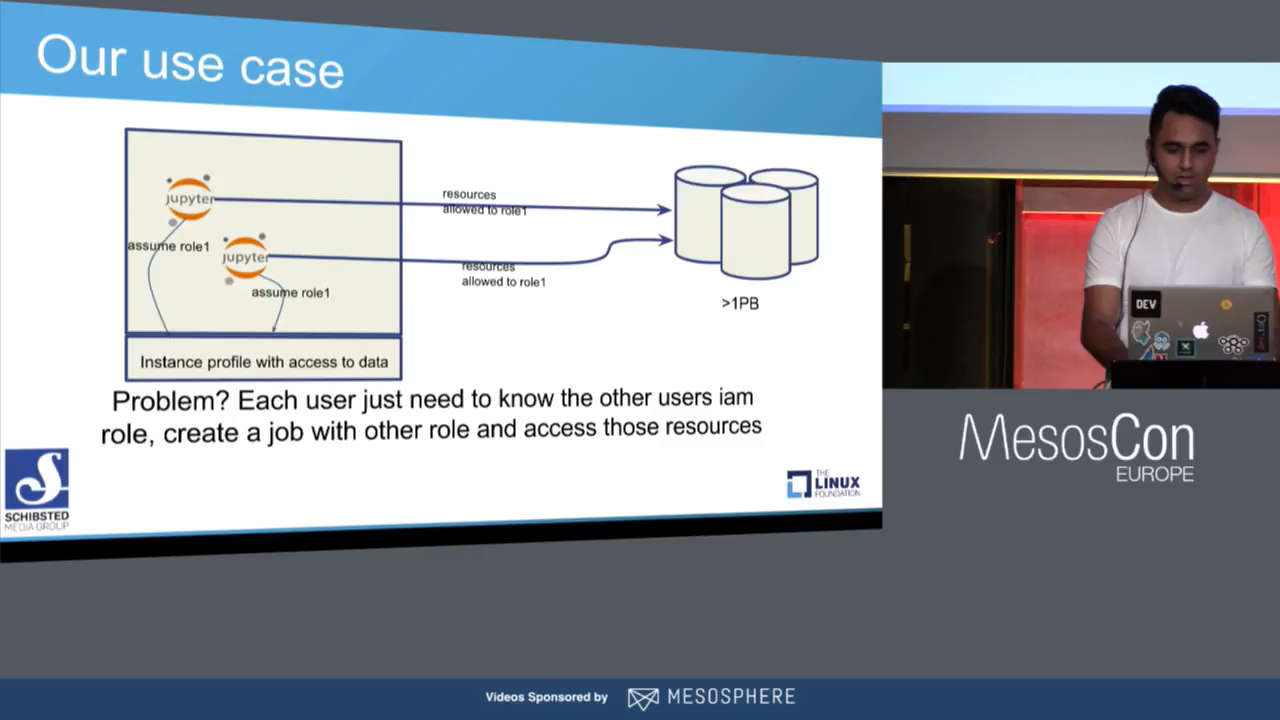 Our use case
jupyter
resources
allowed to role1
assume role1
jupyter
resources
allowed to role1
assume role1
>1PB
Instance profile with access to data
Problem? Each user just need to know the other users iam
role, create a job with other role and access those resources
SCHIBSTED
MEDIA GROUP
THE
LINUX
FOUNDATION
DEV
MesosCon
EUROPE
Videos Sponsored by
MESOSPHERE